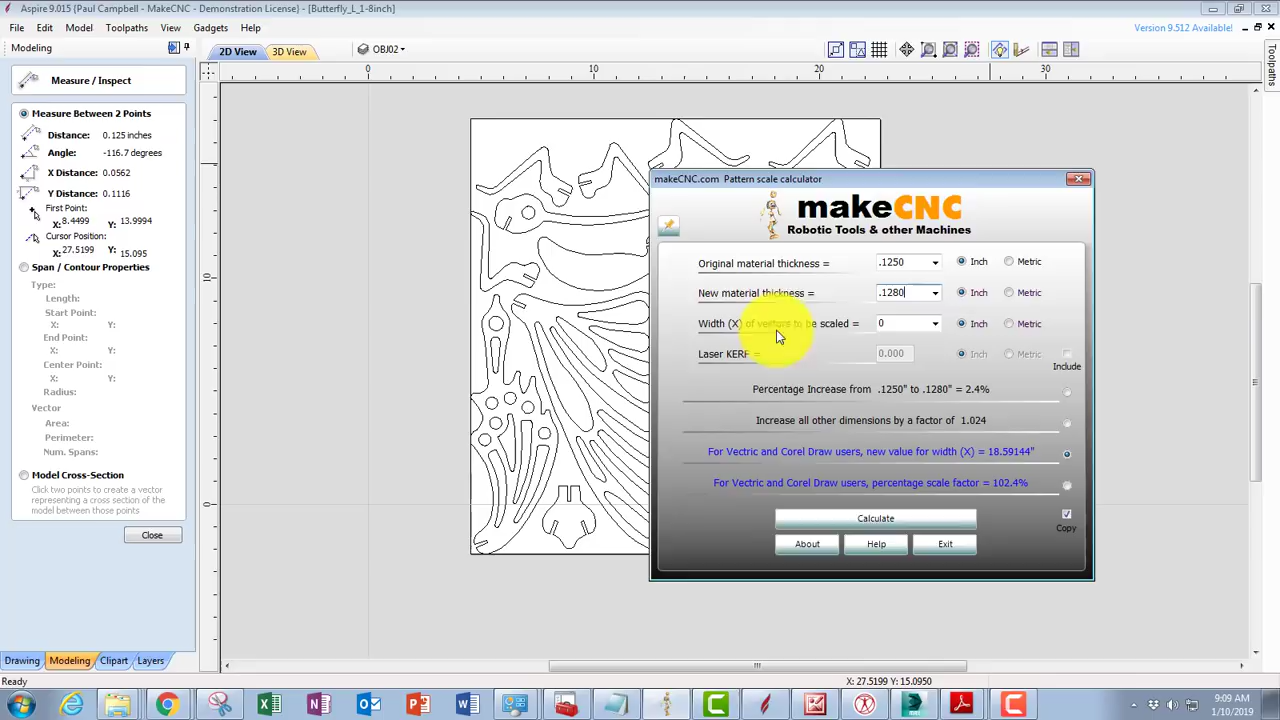 Aspire 9.015 (Paul Campbell - MakeCNC) - Demonstration License) - [Butterfly_L_1-8inch]
File Edit Model Toolpaths View Gadgets Help
Version 9.512 Available!
Modeling
2D View
3D View
OBJ02
Toolpaths
Measure / Inspect
0 10 20 30
10
0
Measure Between 2 Points
Distance: 0.125 inches
Angle: -116.7 degrees
X Distance: 0.0562
Y Distance: 0.1116
First Point:
X: 8.4499 Y: 13.9994
Cursor Position:
X: 27.5199 Y: 15.095
Span / Contour Properties
Type:
Length:
Start Point:
X: Y:
End Point:
X: Y:
Center Point:
X: Y:
Radius:
Vector
Area:
Perimeter:
Num. Spans:
Model Cross-Section
Click two points to create a vector
representing a cross section of the
model between those points
Close
makeCNC.com Pattern scale calculator
makeCNC
Robotic Tools & other Machines
Original material thickness = .1250 Inch Metric
New material thickness = .1280 Inch Metric
Width (X) of vectors to be scaled = 0 Inch Metric
Laser KERF = 0.000 Inch Metric
Include
Percentage Increase from .1250" to .1280" = 2.4%
Increase all other dimensions by a factor of 1.024
For Vectric and Corel Draw users, new value for width (X) = 18.59144"
For Vectric and Corel Draw users, percentage scale factor = 102.4%
Calculate
Copy
About Help Exit
Drawing Modeling Clipart Layers
Ready
X: 27.5199 Y: 15.0950
9:09 AM
1/10/2019